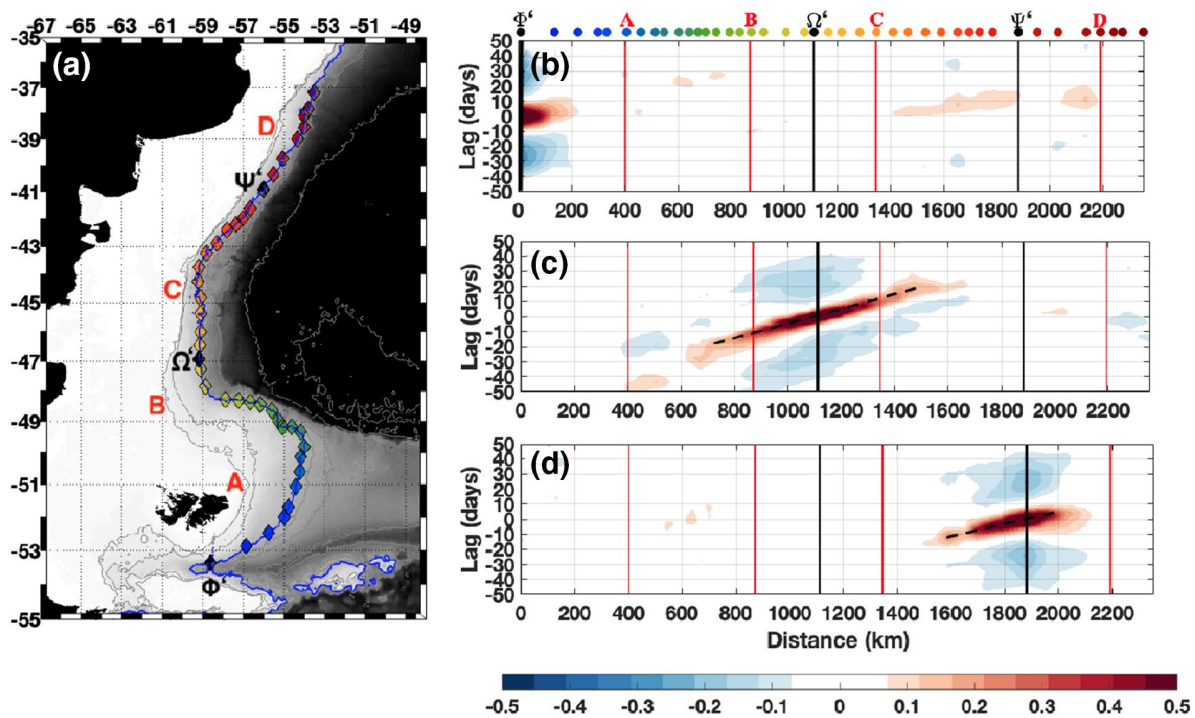 -67 -65 -63 -61 -59 -57 -55 -53 -51 -49
(a)
-37
-39
-41
-43
-45
-47
-49
-51
-53
-55
D
Ψ‘
C
Ω‘
B
A
Φ‘
Φ‘ A B Ω‘ C Ψ‘ D
(b)
Lag (days)
50
40
30
20
10
0
-10
-20
-30
-40
-50
0 200 400 600 800 1000 1200 1400 1600 1800 2000 2200
(c)
Lag (days)
50
40
30
20
10
0
-10
-20
-30
-40
-50
0 200 400 600 800 1000 1200 1400 1600 1800 2000 2200
(d)
Lag (days)
50
40
30
20
10
0
-10
-20
-30
-40
-50
0 200 400 600 800 1000 1200 1400 1600 1800 2000 2200
Distance (km)
-0.5 -0.4 -0.3 -0.2 -0.1 0 0.1 0.2 0.3 0.4 0.5